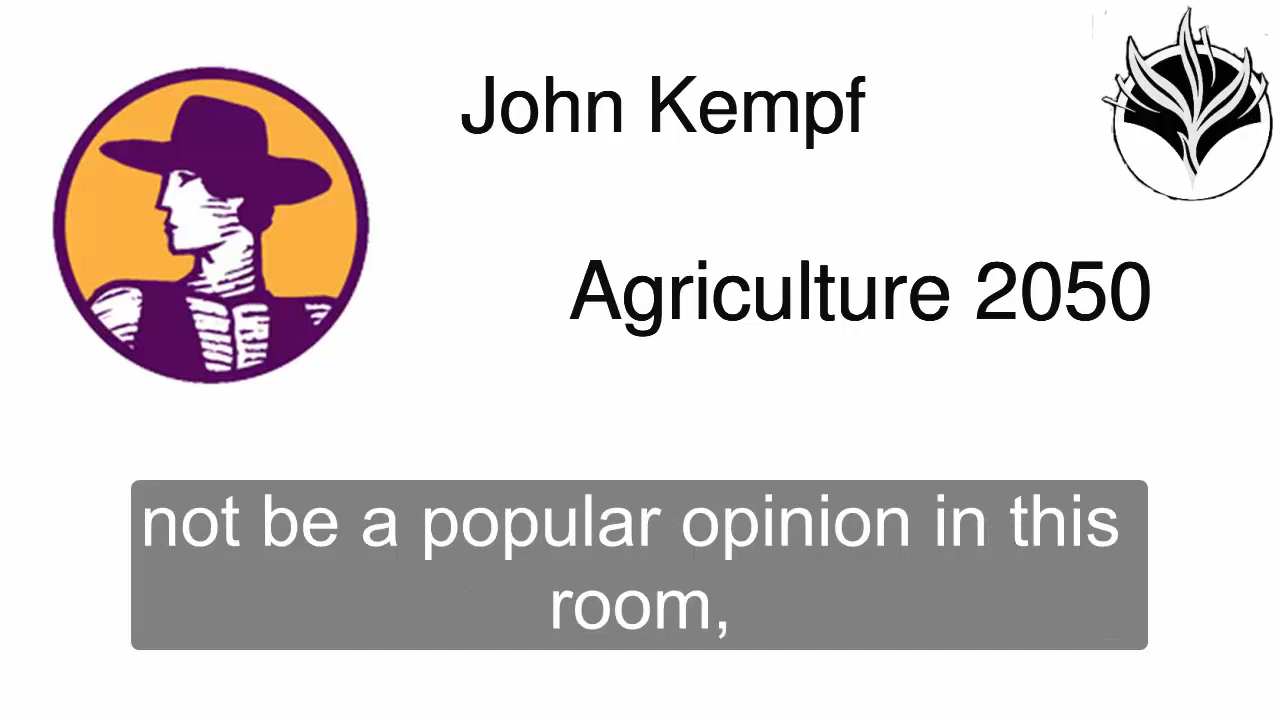 John Kempf
Agriculture 2050
not be a popular opinion in this
room,